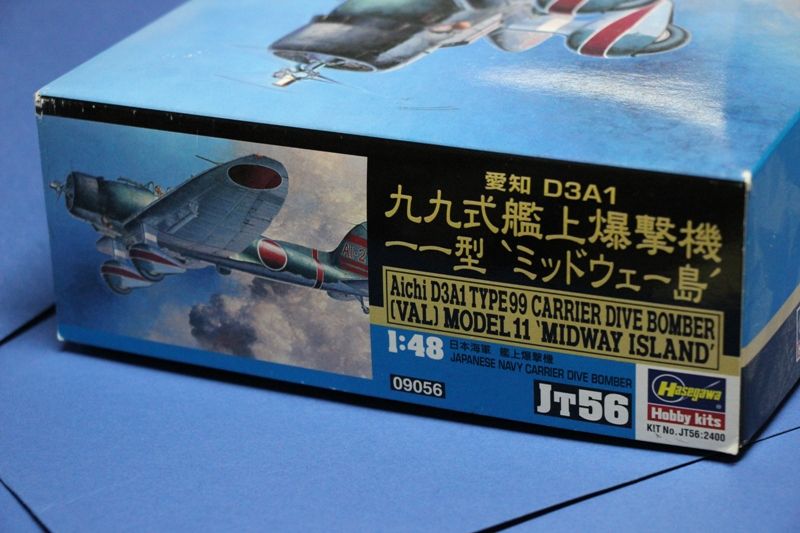 愛知 D3A1
九九式艦上爆撃機
一一型 `ミッドウェー島´
Aichi D3A1 TYPE 99 CARRIER DIVE BOMBER
(VAL) MODEL 11 'MIDWAY ISLAND'
1:48 日本海軍 艦上爆撃機
JAPANESE NAVY CARRIER DIVE BOMBER
09056
JT56
Hasegawa
Hobby kits
KIT No. JT56:2400